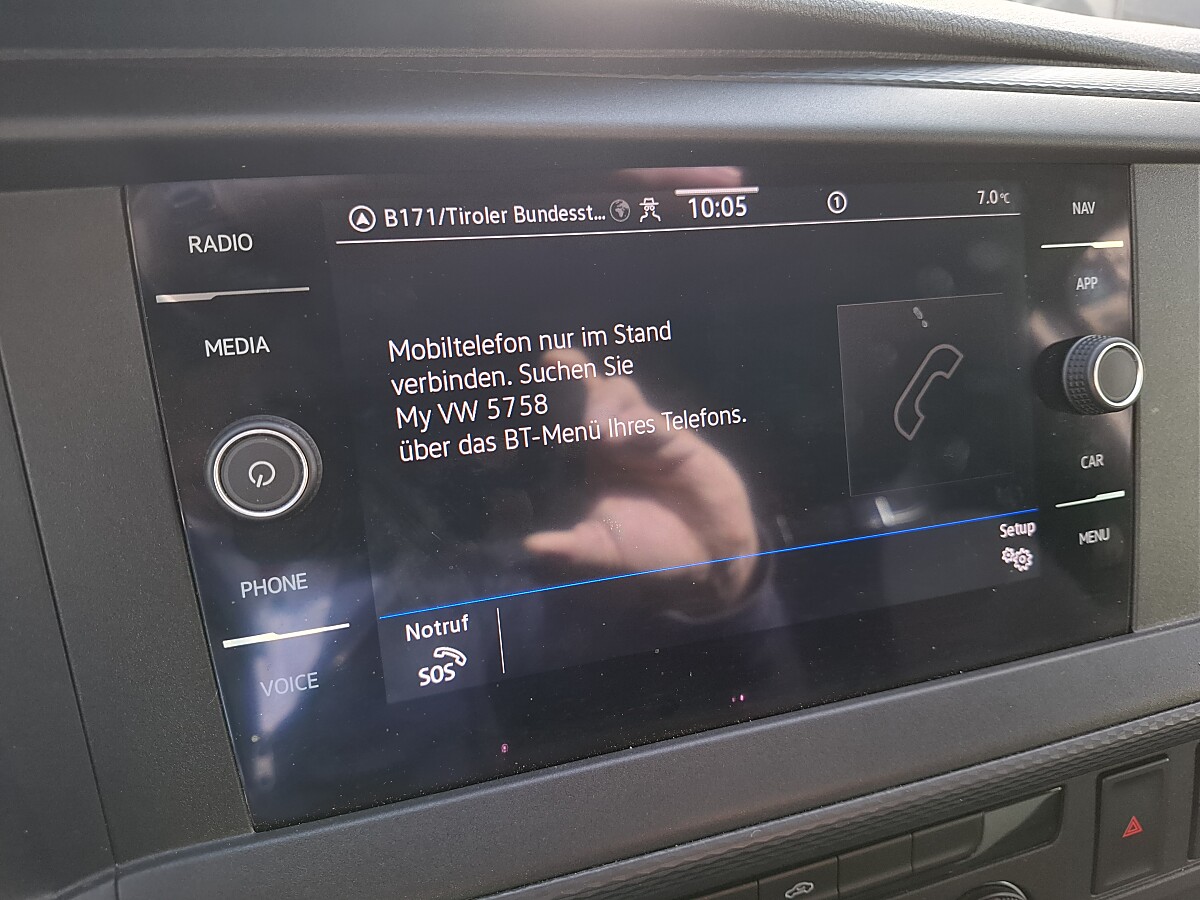 B171/Tiroler Bundesst... 10:05 1 7.0 °C
RADIO
MEDIA
PHONE
VOICE
Mobiltelefon nur im Stand
verbinden. Suchen Sie
My VW 5758
über das BT-Menü Ihres Telefons.
Notruf
SOS
Setup
NAV
APP
CAR
MENU